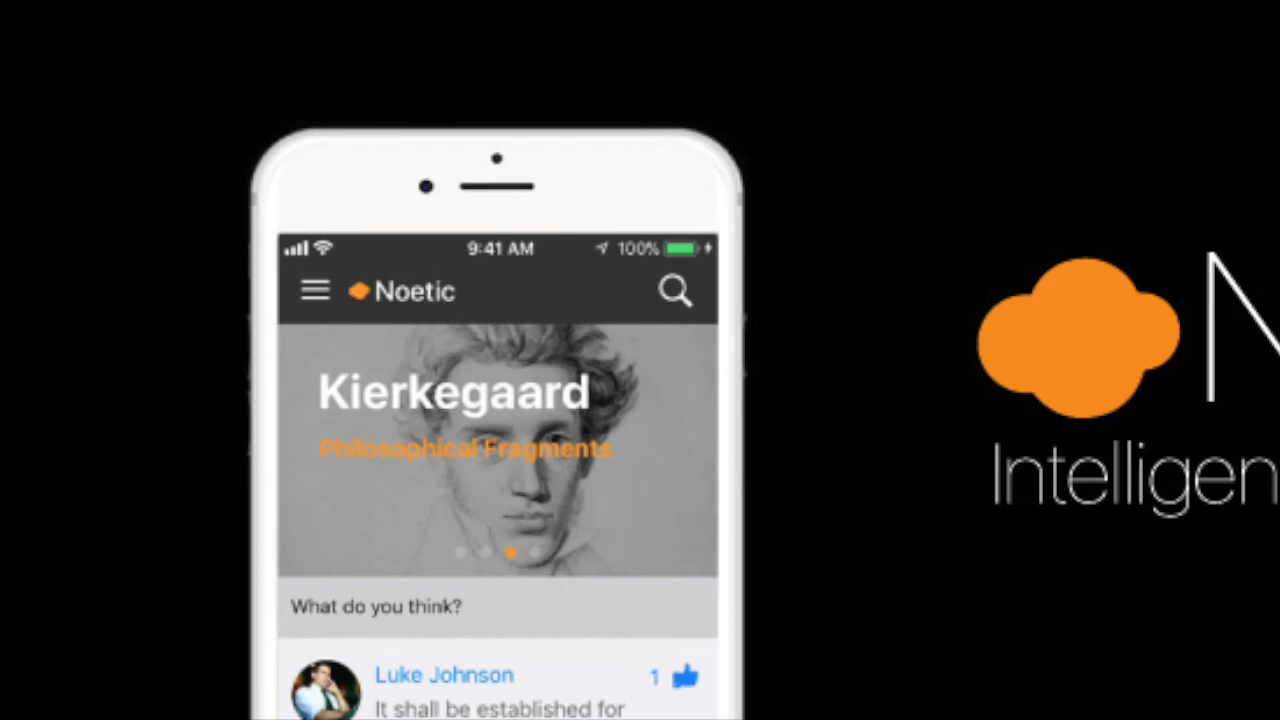 9:41 AM
100%
Noetic
Kierkegaard
Philosophical Fragments
What do you think?
Luke Johnson
1
It shall be established for
N
Intelligen